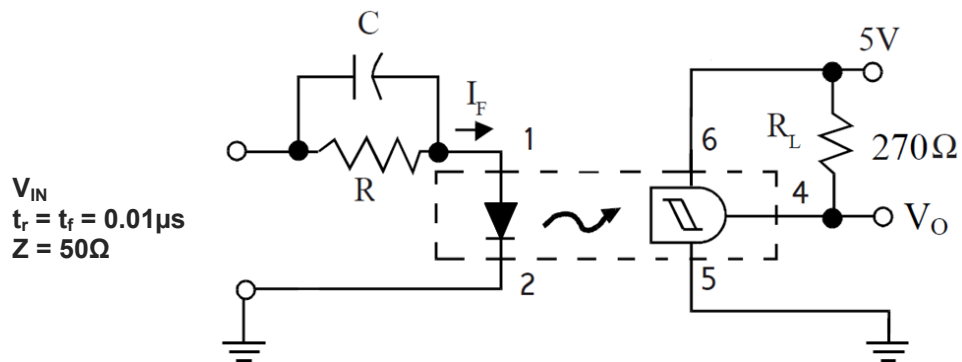 C
5V
I_F
1
6
R_L
270Ω
R
4
V_IN
t_r = t_f = 0.01µs
Z = 50Ω
V_O
2
5